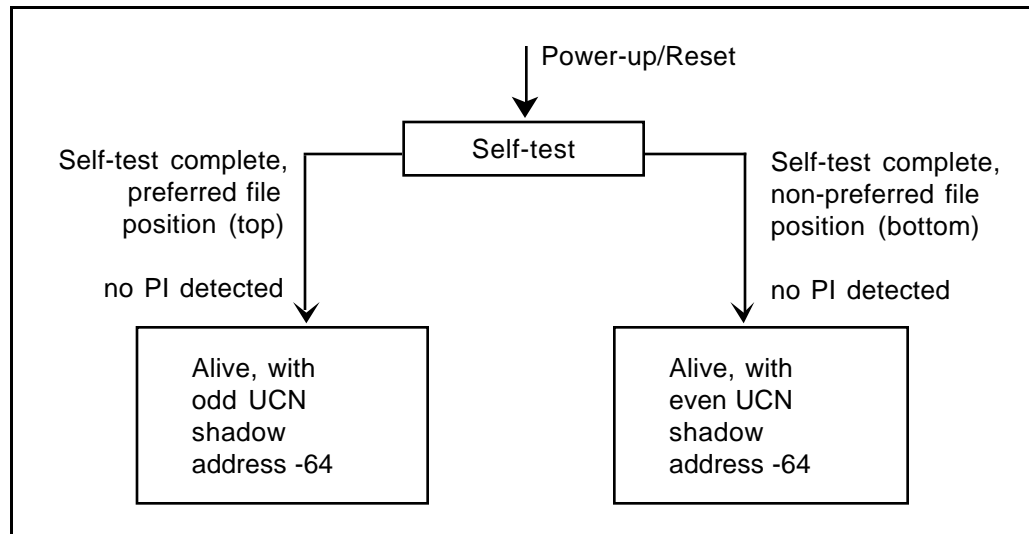 Power-up/Reset
Self-test
Self-test complete,
preferred file
position (top)
no PI detected
Self-test complete,
non-preferred file
position (bottom)
no PI detected
Alive, with
odd UCN
shadow
address -64
Alive, with
even UCN
shadow
address -64